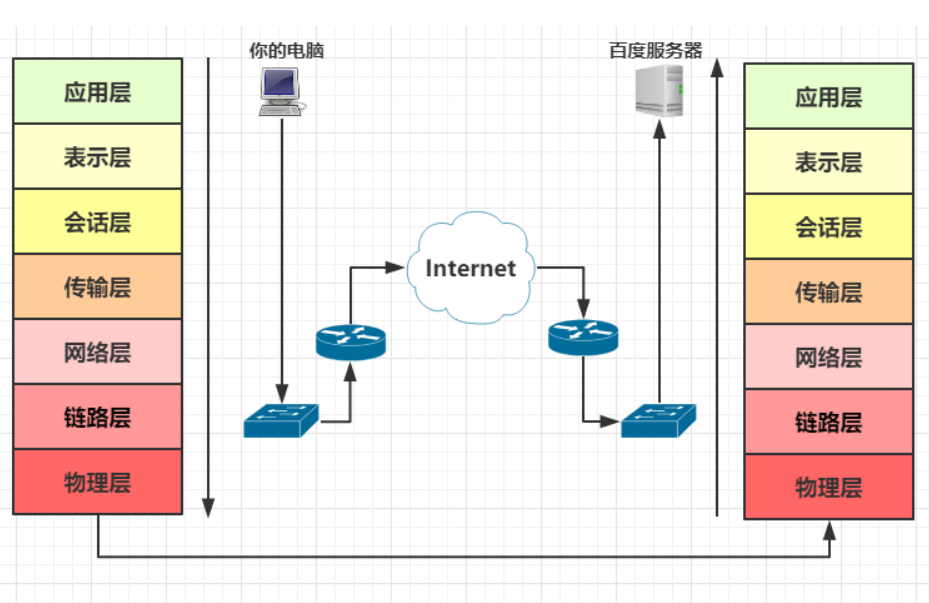 你的电脑
百度服务器
应用层
表示层
会话层
传输层
网络层
链路层
物理层
Internet
应用层
表示层
会话层
传输层
网络层
链路层
物理层